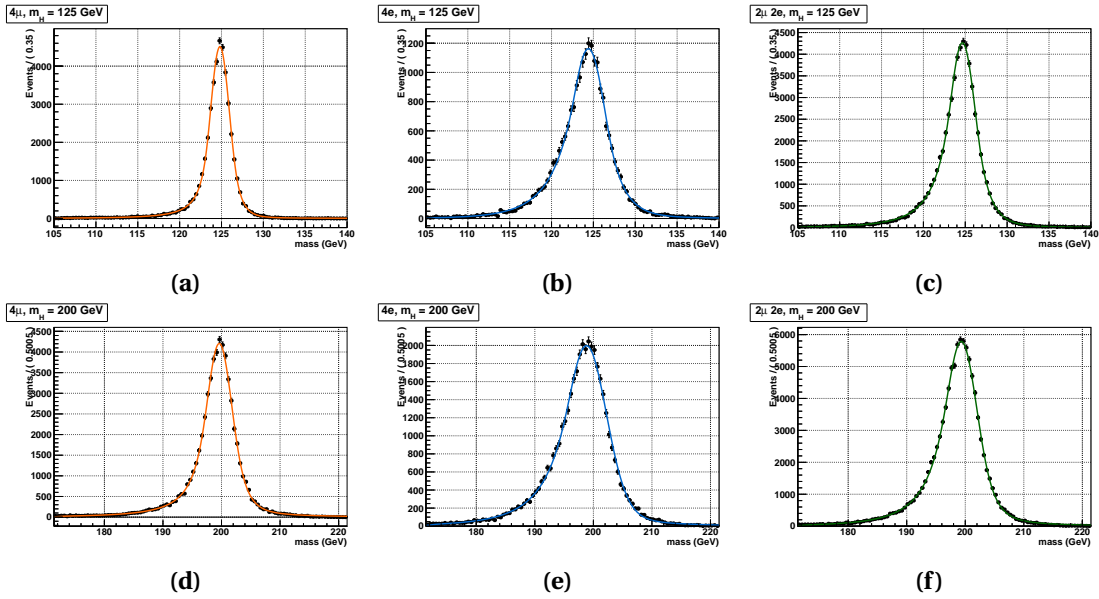 4μ, m_H = 125 GeV
Events / ( 0.35 )
4000
3000
2000
1000
0
105 110 115 120 125 130 135 140
mass (GeV)
(a)
4e, m_H = 125 GeV
Events / ( 0.35 )
1200
1000
800
600
400
200
0
105 110 115 120 125 130 135 140
mass (GeV)
(b)
2μ 2e, m_H = 125 GeV
Events / ( 0.35 )
4500
4000
3500
3000
2500
2000
1500
1000
500
0
105 110 115 120 125 130 135 140
mass (GeV)
(c)
4μ, m_H = 200 GeV
Events / ( 0.5005 )
4500
4000
3500
3000
2500
2000
1500
1000
500
0
180 190 200 210 220
mass (GeV)
(d)
4e, m_H = 200 GeV
Events / ( 0.5005 )
2000
1800
1600
1400
1200
1000
800
600
400
200
0
180 190 200 210 220
mass (GeV)
(e)
2μ 2e, m_H = 200 GeV
Events / ( 0.5005 )
6000
5000
4000
3000
2000
1000
0
180 190 200 210 220
mass (GeV)
(f)